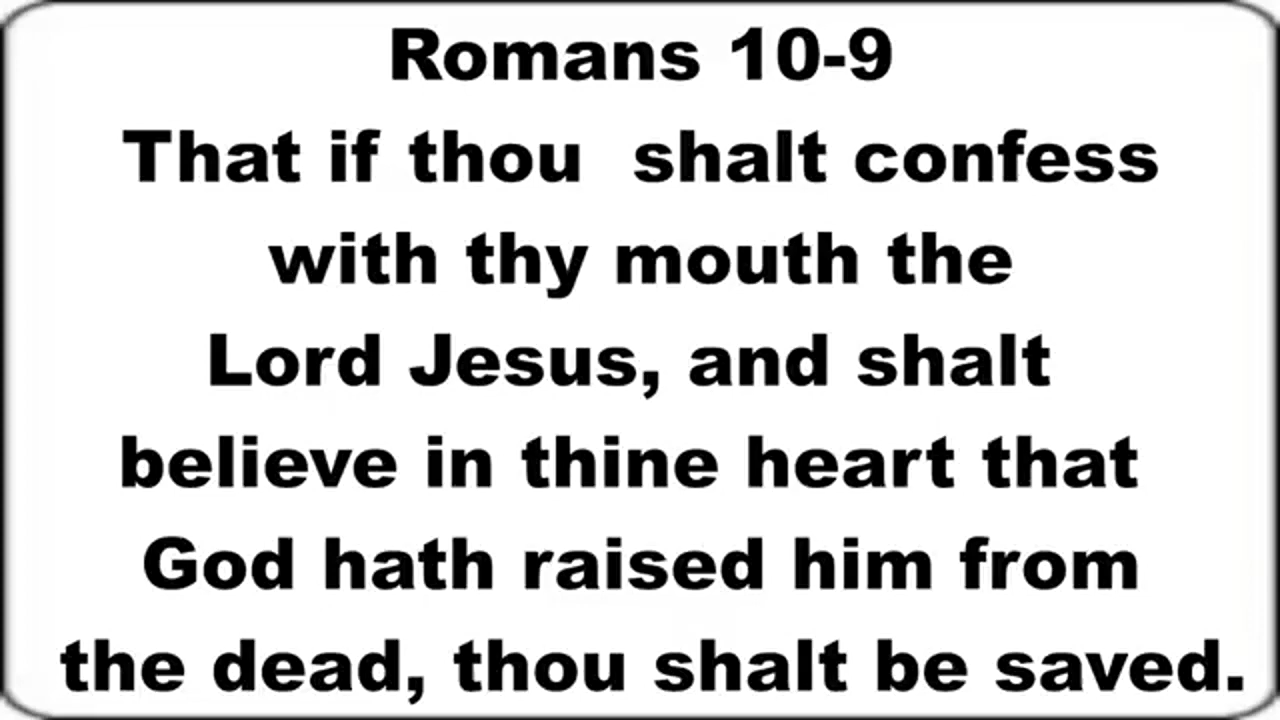 Romans 10-9
That if thou  shalt confess
with thy mouth the
Lord Jesus, and shalt
believe in thine heart that
God hath raised him from
the dead, thou shalt be saved.